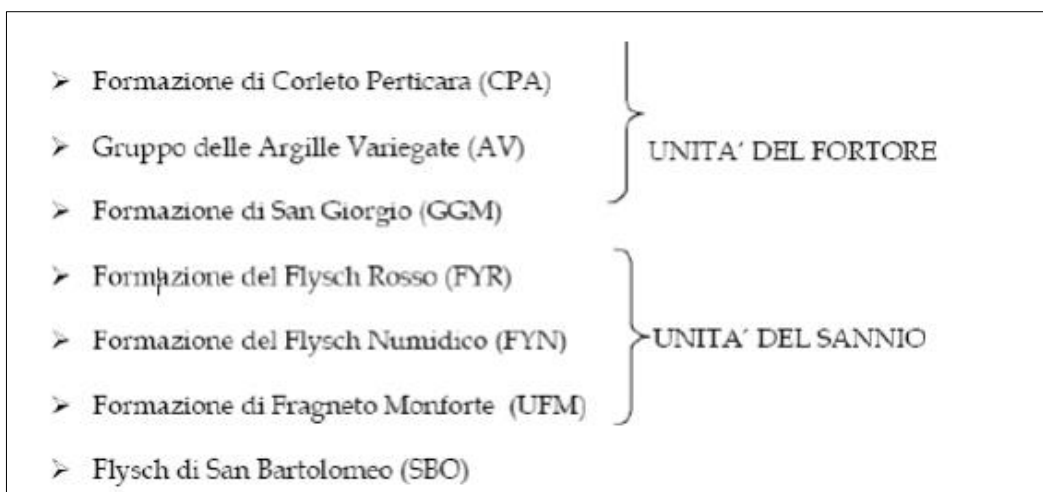 ➢ Formazione di Corleto Perticara (CPA)
➢ Gruppo delle Argille Variegate (AV)
UNITA´ DEL FORTORE
➢ Formazione di San Giorgio (GGM)
➢ Formazione del Flysch Rosso (FYR)
➢ Formazione del Flysch Numidico (FYN)
UNITA´ DEL SANNIO
➢ Formazione di Fragneto Monforte (UFM)
➢ Flysch di San Bartolomeo (SBO)